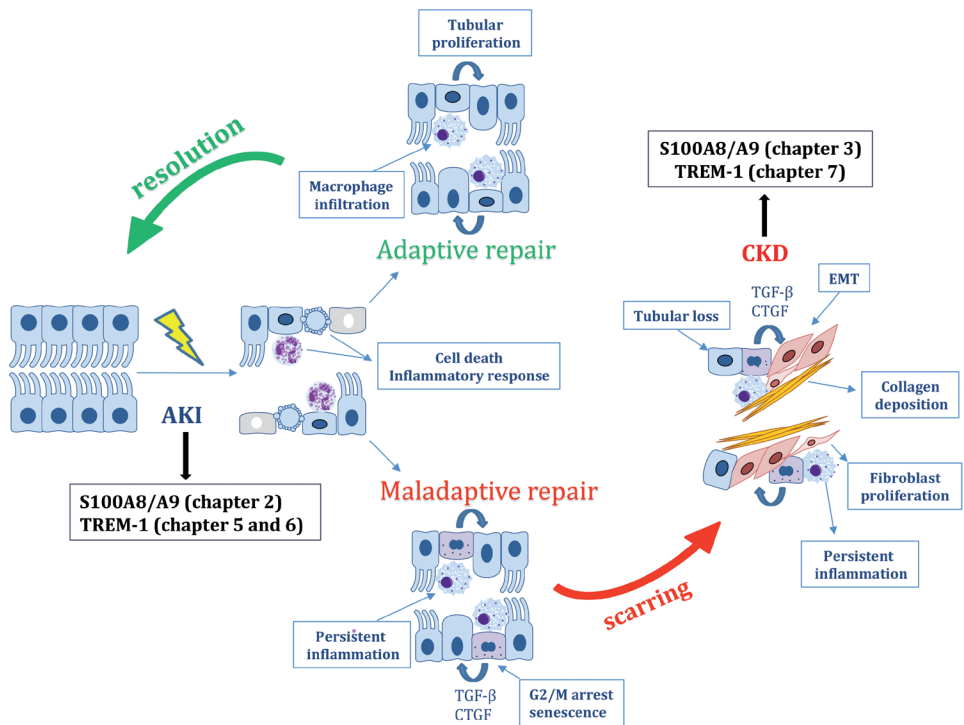 Tubular
proliferation
resolution
Macrophage
infiltration
Adaptive repair
S100A8/A9 (chapter 3)
TREM-1 (chapter 7)
CKD
TGF-β
CTGF
EMT
Tubular loss
Collagen
deposition
Fibroblast
proliferation
Persistent
inflammation
Cell death
Inflammatory response
AKI
S100A8/A9 (chapter 2)
TREM-1 (chapter 5 and 6)
Maladaptive repair
scarring
Persistent
inflammation
TGF-β
CTGF
G2/M arrest
senescence